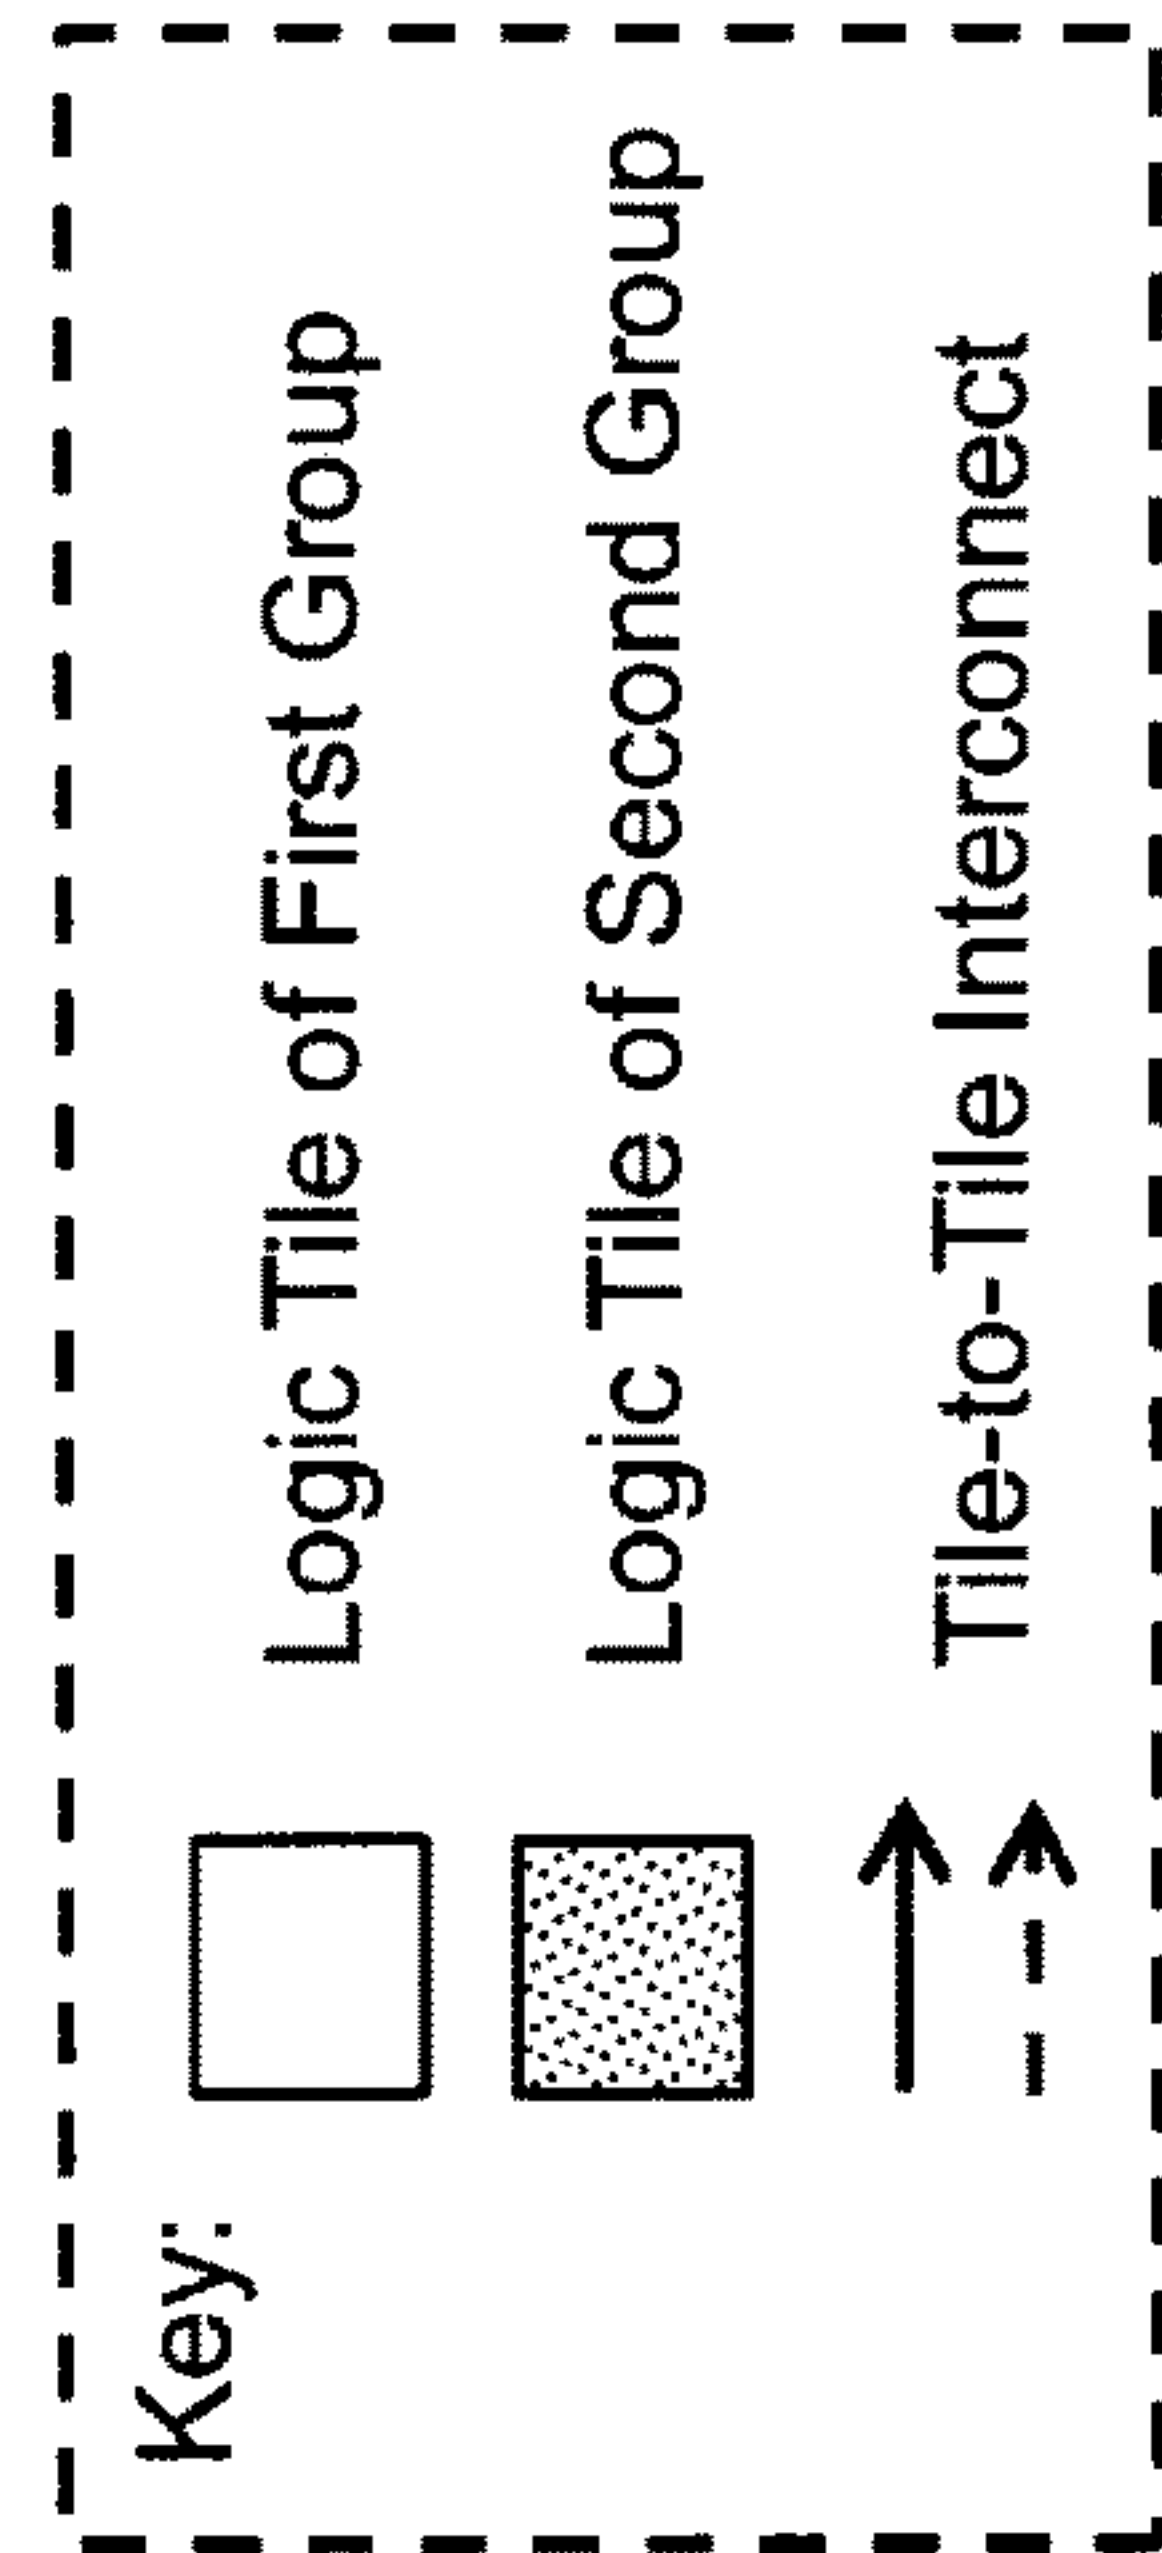 Key:
Logic Tile of First Group
Logic Tile of Second Group
Tile-to-Tile Interconnect